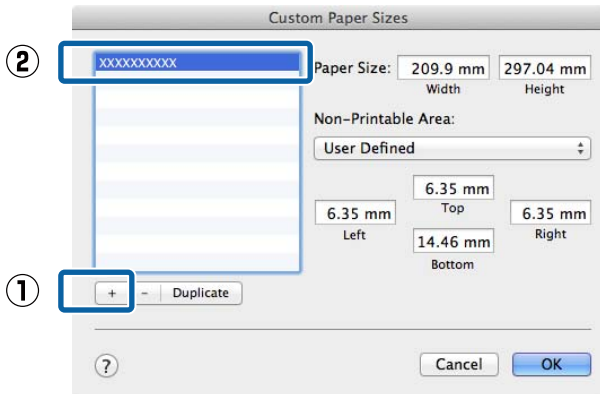 Custom Paper Sizes
②
XXXXXXXXXX
Paper Size: 209.9 mm 297.04 mm
Width Height
Non-Printable Area:
User Defined
6.35 mm
Top
6.35 mm 6.35 mm
Left Right
14.46 mm
Bottom
①
+ - Duplicate
? Cancel OK